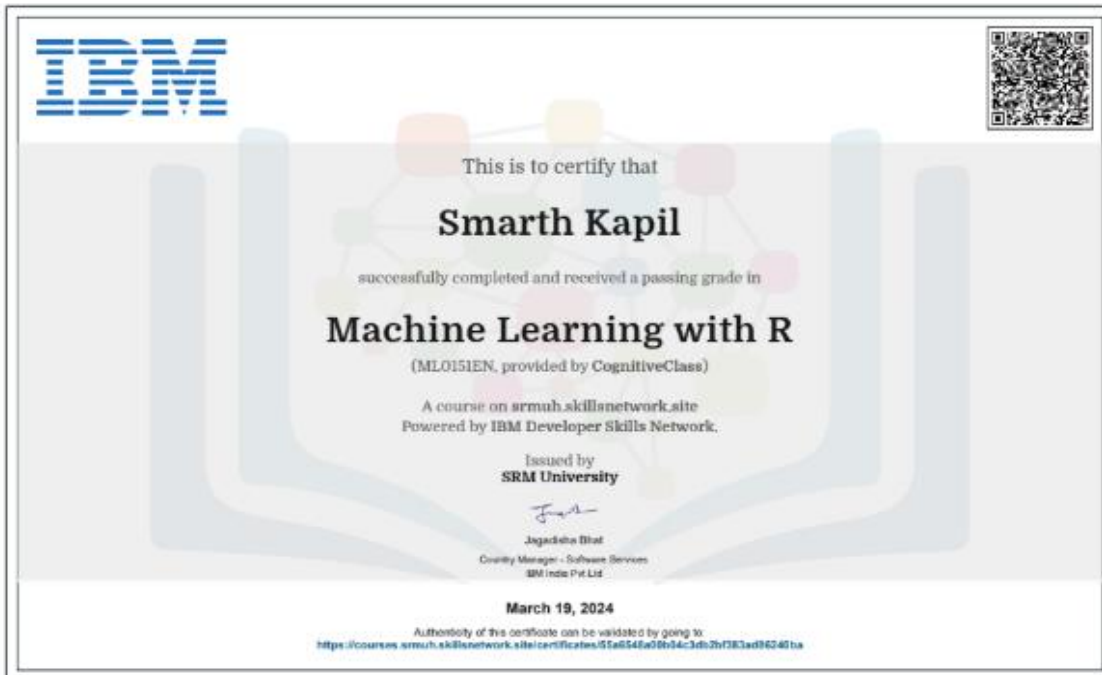 IBM
This is to certify that
Smarth Kapil
successfully completed and received a passing grade in
Machine Learning with R
(ML0151EN, provided by CognitiveClass)
A course on srmuh.skillsnetwork.site
Powered by IBM Developer Skills Network.
Issued by
SRM University
Jagadisha Bhat
Country Manager - Software Services
IBM India Pvt Ltd
March 19, 2024
Authenticity of this certificate can be validated by going to: